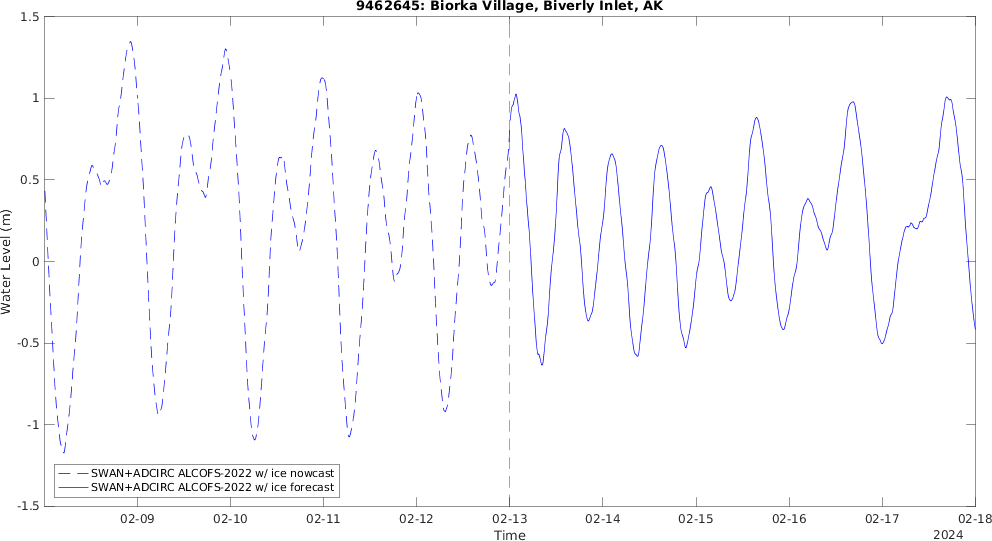 9462645: Biorka Village, Biverly Inlet, AK
1.5
1
0.5
0
-0.5
-1
-1.5
Water Level (m)
SWAN+ADCIRC ALCOFS-2022 w/ ice nowcast
SWAN+ADCIRC ALCOFS-2022 w/ ice forecast
02-09 02-10 02-11 02-12 02-13 02-14 02-15 02-16 02-17 02-18
Time
2024